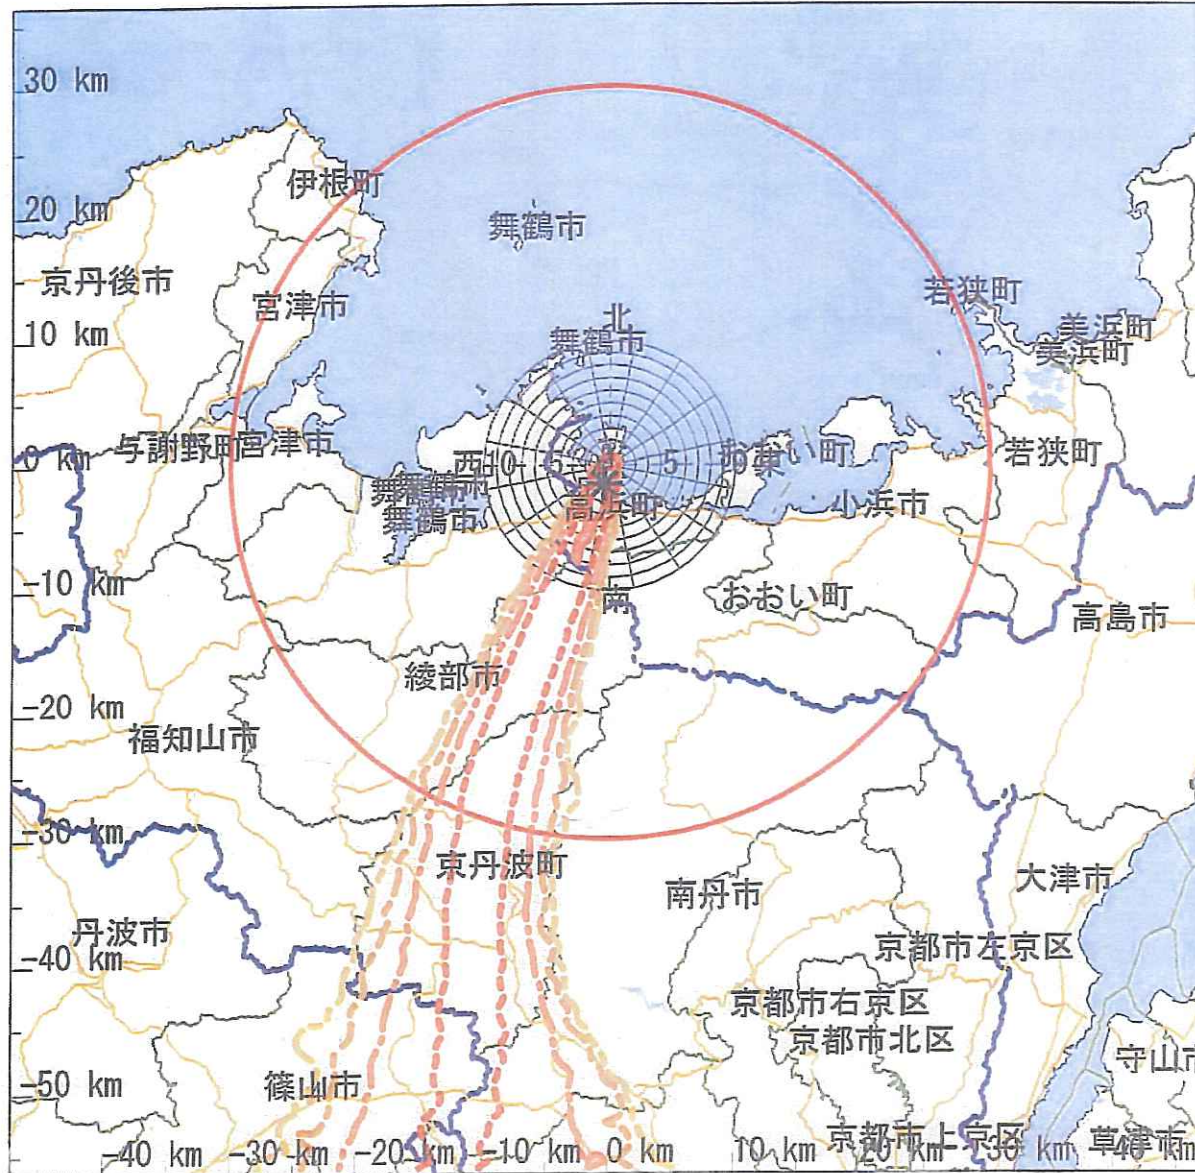 30 km
伊根町
20 km
舞鶴市
京丹後市
宮津市
若狭町
北
10 km
舞鶴市
美浜町
美浜町
0 km
与謝野町
宮津市
西
10
5
5
東
おおい町
若狭町
舞鶴市
舞鶴市
高浜町
小浜市
-10 km
南
おおい町
高島市
綾部市
-20 km
福知山市
-30 km
京丹波町
南丹市
大津市
丹波市
-40 km
京都市左京区
京都市右京区
京都市北区
守山市
-50 km
篠山市
京都市上京区
草津市
-40 km
-30 km
-20 km
-10 km
0 km
10 km
20 km
30 km
40 km